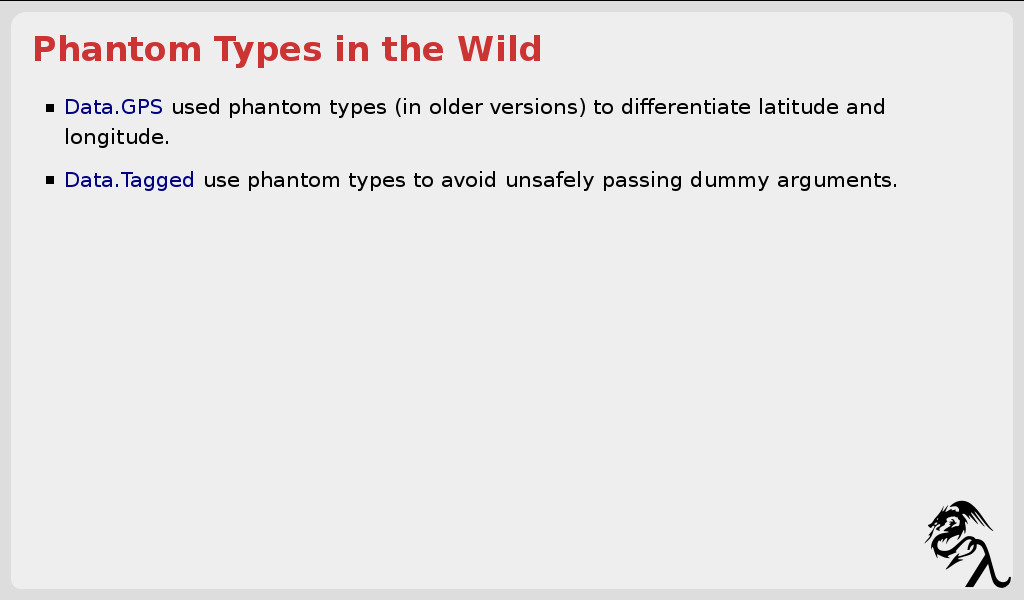 Phantom Types in the Wild
Data.GPS used phantom types (in older versions) to differentiate latitude and
longitude.
Data.Tagged use phantom types to avoid unsafely passing dummy arguments.